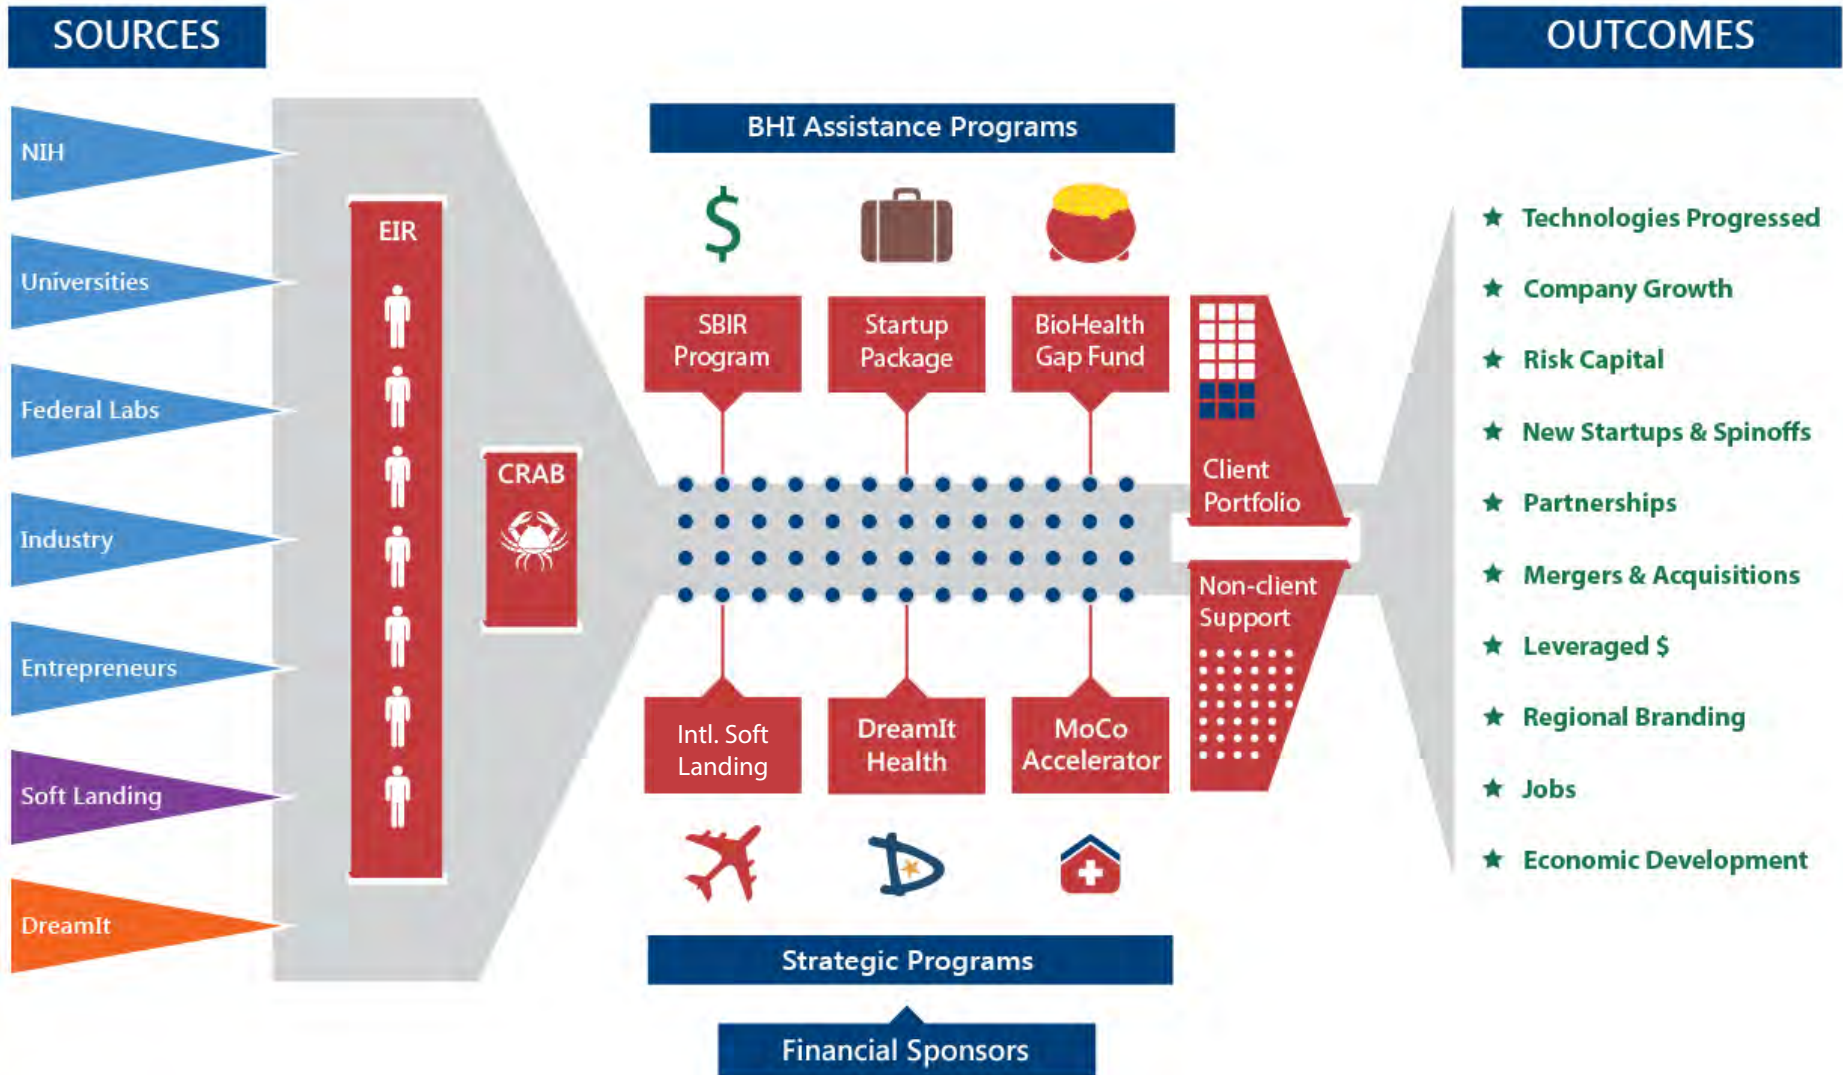 SOURCES
NIH
Universities
Federal Labs
Industry
Entrepreneurs
Soft Landing
DreamIt
EIR
CRAB
BHI Assistance Programs
SBIR
Program
Startup
Package
BioHealth
Gap Fund
Intl. Soft
Landing
DreamIt
Health
MoCo
Accelerator
Strategic Programs
Financial Sponsors
Client
Portfolio
Non-client
Support
OUTCOMES
Technologies Progressed
Company Growth
Risk Capital
New Startups & Spinoffs
Partnerships
Mergers & Acquisitions
Leveraged $
Regional Branding
Jobs
Economic Development